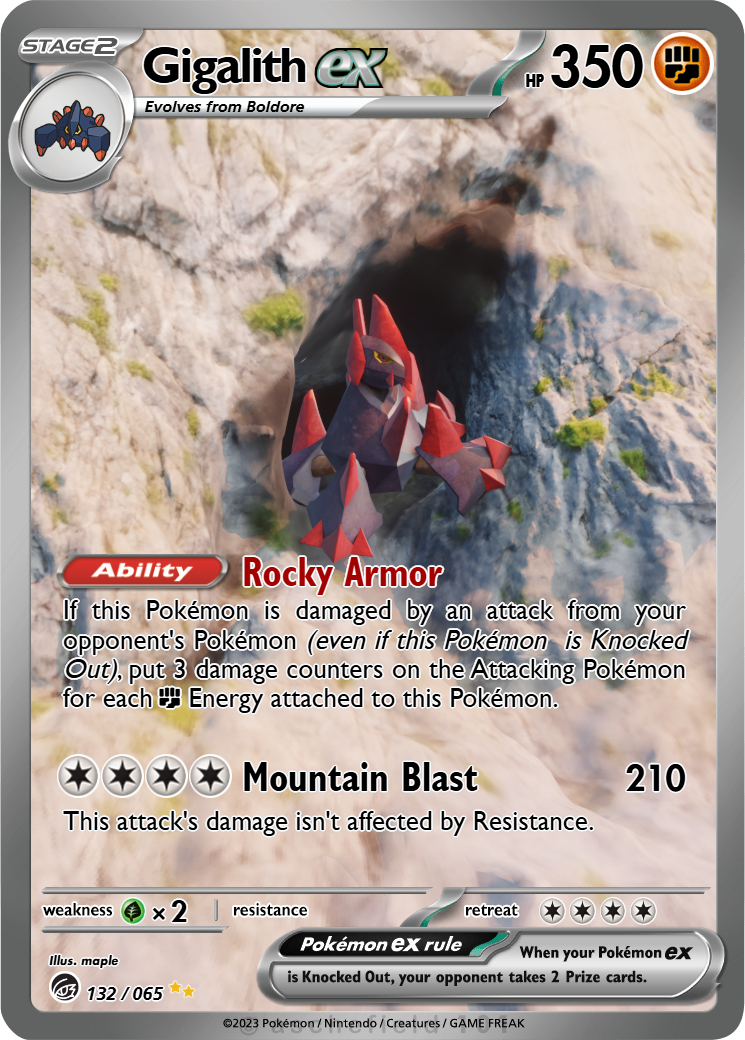 STAGE2
Gigalith ex HP 350
Evolves from Boldore
Ability Rocky Armor
If this Pokémon is damaged by an attack from your
opponent's Pokémon (even if this Pokémon is Knocked
Out), put 3 damage counters on the Attacking Pokémon
for each Energy attached to this Pokémon.
Mountain Blast 210
This attack's damage isn't affected by Resistance.
weakness ×2 resistance retreat
Pokémon ex rule
When your Pokémon ex
is Knocked Out, your opponent takes 2 Prize cards.
Illus. maple
132 / 065
©2023 Pokémon / Nintendo / Creatures / GAME FREAK